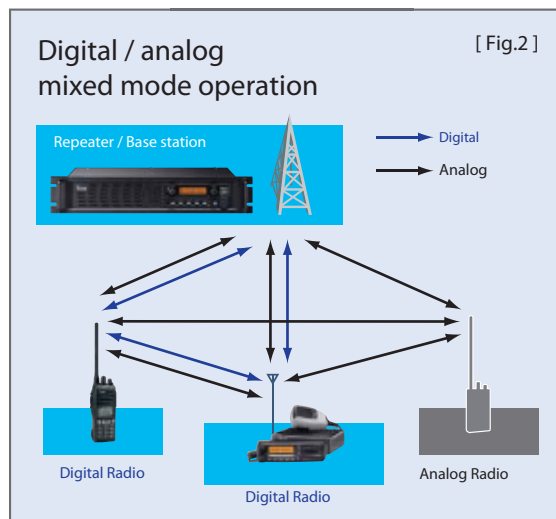 Digital / analog
mixed mode operation
[ Fig.2 ]
Repeater / Base station
Digital
Analog
Digital Radio
Digital Radio
Analog Radio